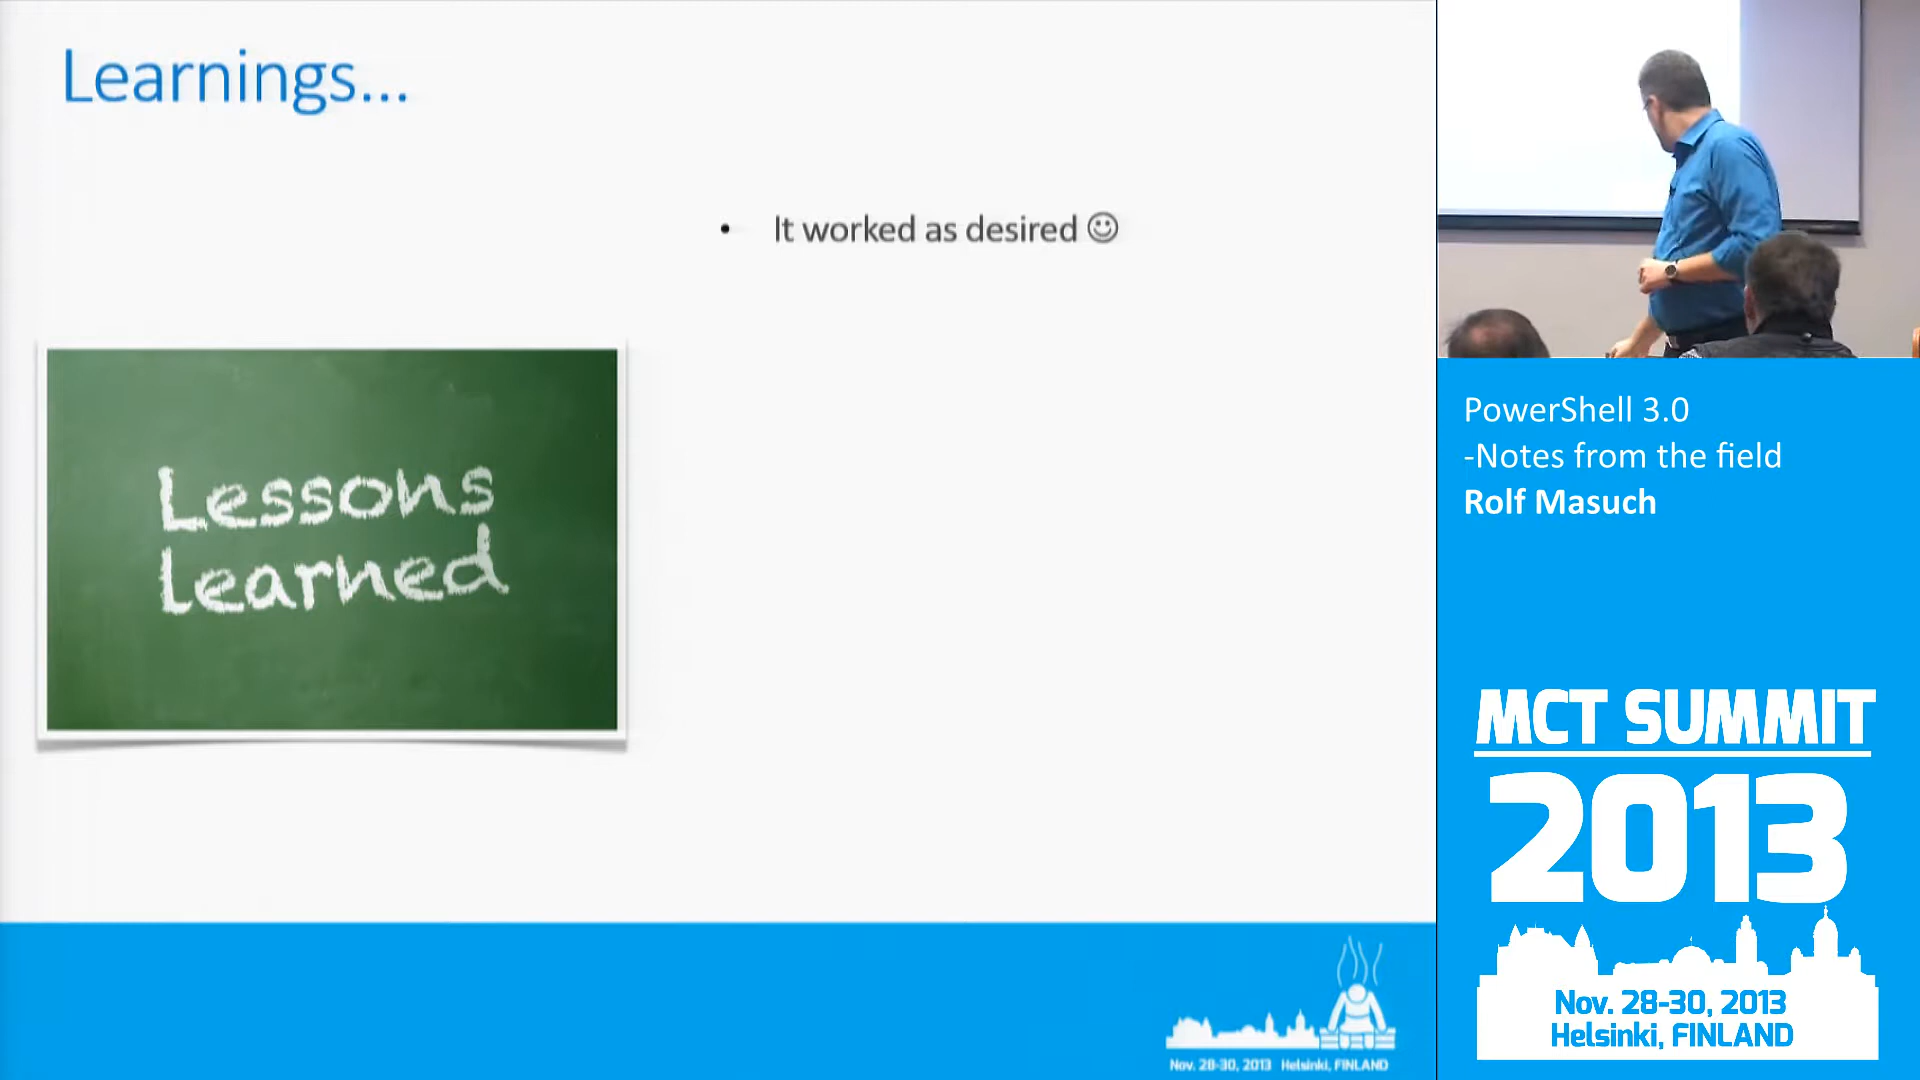 Learnings...
• It worked as desired ☺
Lessons
Learned
Nov. 28-30, 2013 Helsinki, FINLAND
PowerShell 3.0
-Notes from the field
Rolf Masuch
MCT SUMMIT
2013
Nov. 28-30, 2013
Helsinki, FINLAND